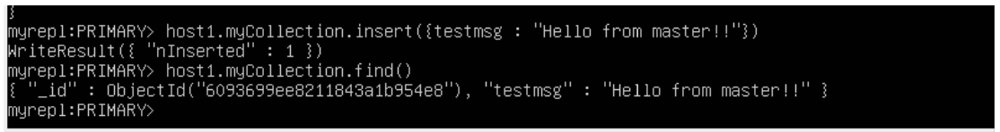 }
myrepl:PRIMARY> host1.myCollection.insert({testmsg : "Hello from master!!"})
WriteResult({ "nInserted" : 1 })
myrepl:PRIMARY> host1.myCollection.find()
{ "_id" : ObjectId("6093699ee8211843a1b954e8"), "testmsg" : "Hello from master!!" }
myrepl:PRIMARY>